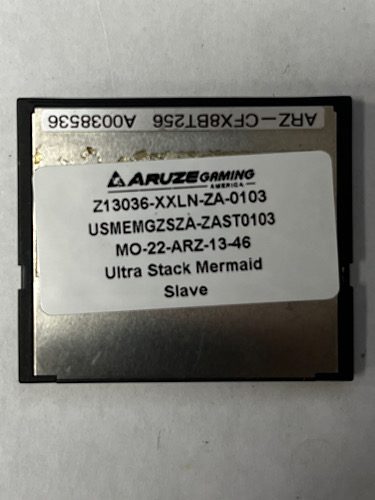 ARZ-CFX8BT256 A0038536
ARUZE GAMING
AMERICA
Z13036-XXLN-ZA-0103
USMEMGZSZA-ZAST0103
MO-22-ARZ-13-46
Ultra Stack Mermaid
Slave